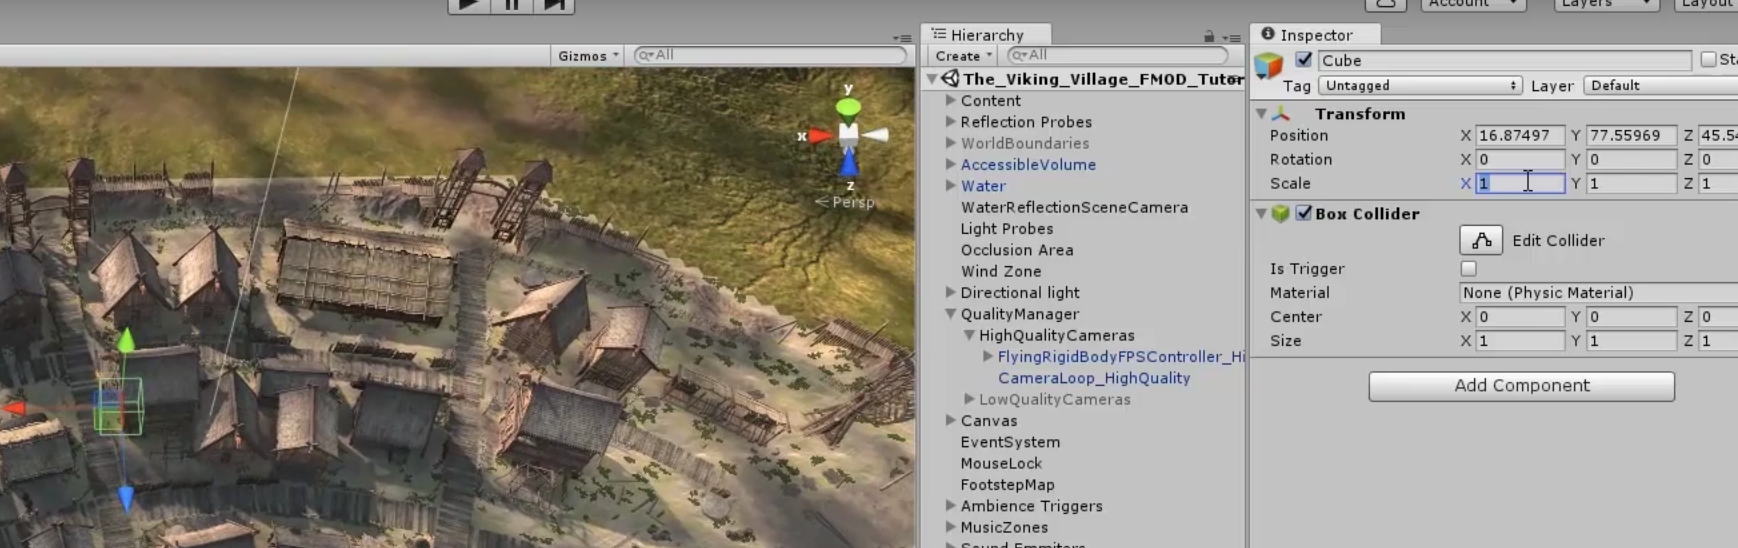 Account
Layers
Layout
Gizmos
All
y
x
z
Persp
Hierarchy
Create
All
The_Viking_Village_FMOD_Tutor
Content
Reflection Probes
WorldBoundaries
AccessibleVolume
Water
WaterReflectionSceneCamera
Light Probes
Occlusion Area
Wind Zone
Directional light
QualityManager
HighQualityCameras
FlyingRigidBodyFPSController_Hi
CameraLoop_HighQuality
LowQualityCameras
Canvas
EventSystem
MouseLock
FootstepMap
Ambience Triggers
MusicZones
Sound Emmiters
Inspector
Cube
Sta
Tag Untagged Layer Default
Transform
Position X 16.87497 Y 77.55969 Z 45.54
Rotation X 0 Y 0 Z 0
Scale X 1 Y 1 Z 1
Box Collider
Edit Collider
Is Trigger
Material None (Physic Material)
Center X 0 Y 0 Z 0
Size X 1 Y 1 Z 1
Add Component